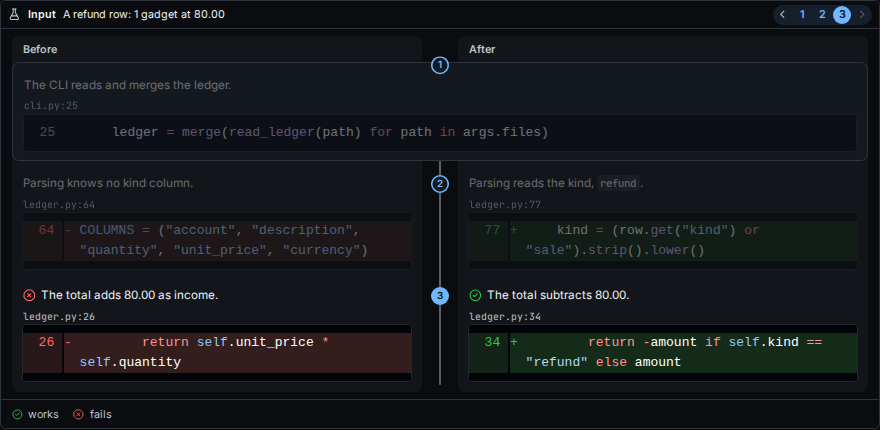 Input A refund row: 1 gadget at 80.00
1 2 3
Before
After
1
The CLI reads and merges the ledger.
cli.py:25
25 ledger = merge(read_ledger(path) for path in args.files)
2
Parsing knows no kind column.
ledger.py:64
64 - COLUMNS = ("account", "description",
"quantity", "unit_price", "currency")
Parsing reads the kind, refund.
ledger.py:77
77 + kind = (row.get("kind") or
"sale").strip().lower()
3
The total adds 80.00 as income.
ledger.py:26
26 - return self.unit_price *
self.quantity
The total subtracts 80.00.
ledger.py:34
34 + return -amount if self.kind ==
"refund" else amount
works fails